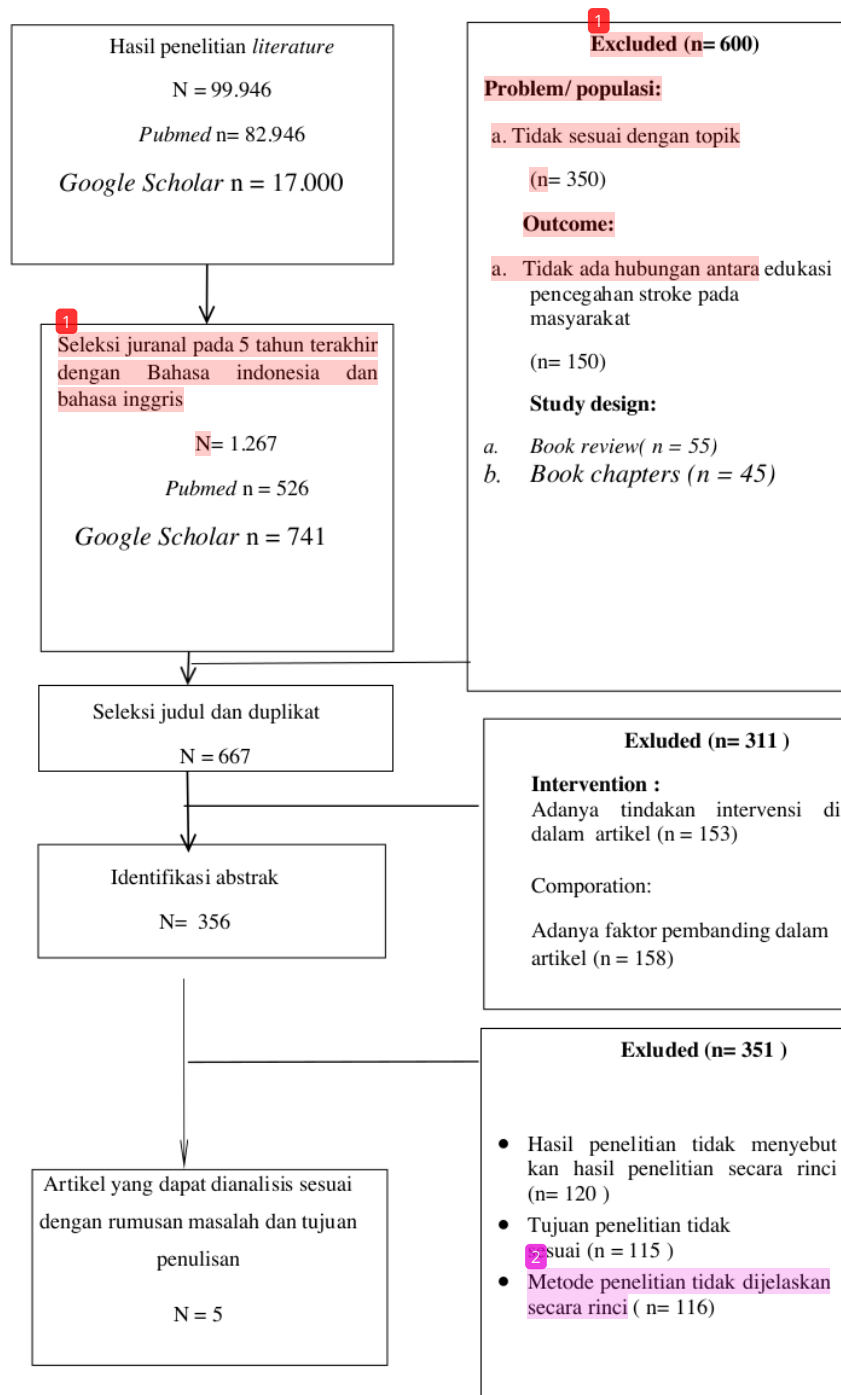 Hasil penelitian literature
N = 99.946
Pubmed n= 82.946
Google Scholar n = 17.000
1
Seleksi juranal pada 5 tahun terakhir
dengan Bahasa indonesia dan
bahasa inggris
N= 1.267
Pubmed n = 526
Google Scholar n = 741
1
Excluded (n= 600)
Problem/ populasi:
a. Tidak sesuai dengan topik
(n= 350)
Outcome:
a. Tidak ada hubungan antara edukasi
pencegahan stroke pada
masyarakat
(n= 150)
Study design:
a. Book review( n = 55)
b. Book chapters (n = 45)
Seleksi judul dan duplikat
N = 667
Exluded (n= 311 )
Intervention :
Adanya tindakan intervensi di
dalam artikel (n = 153)
Comporation:
Adanya faktor pembanding dalam
artikel (n = 158)
Identifikasi abstrak
N= 356
Exluded (n= 351 )
● Hasil penelitian tidak menyebut
kan hasil penelitian secara rinci
(n= 120 )
● Tujuan penelitian tidak
2
suai (n = 115 )
● Metode penelitian tidak dijelaskan
secara rinci ( n= 116)
Artikel yang dapat dianalisis sesuai
dengan rumusan masalah dan tujuan
penulisan
N = 5